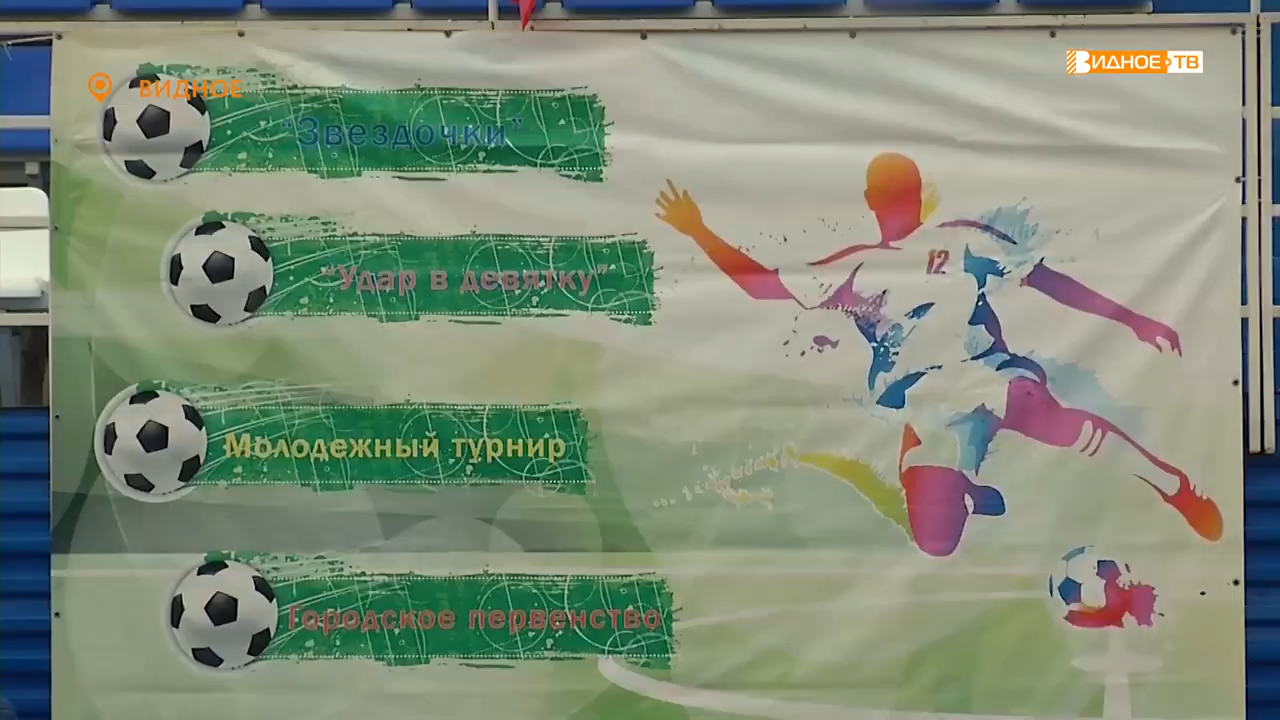 ВИДНОЕ
ВИДНОЕ ТВ
“Звездочки”
“Удар в девятку”
12
Молодежный турнир
Городское первенство